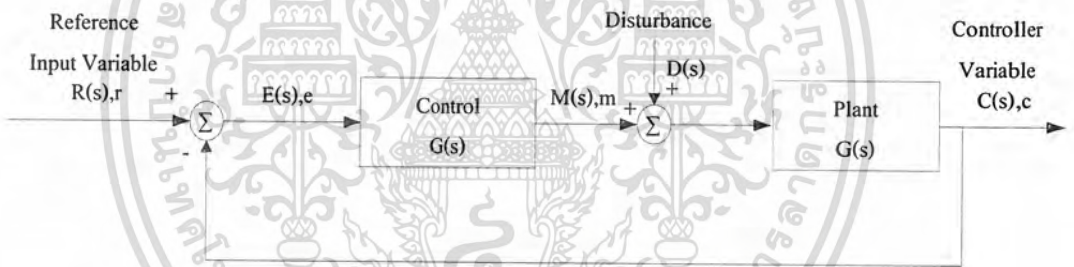 Reference
Input Variable
R(s),r
+
Σ
-
E(s),e
Control
G(s)
M(s),m
+
Disturbance
D(s)
+
Σ
Plant
G(s)
Controller
Variable
C(s),c